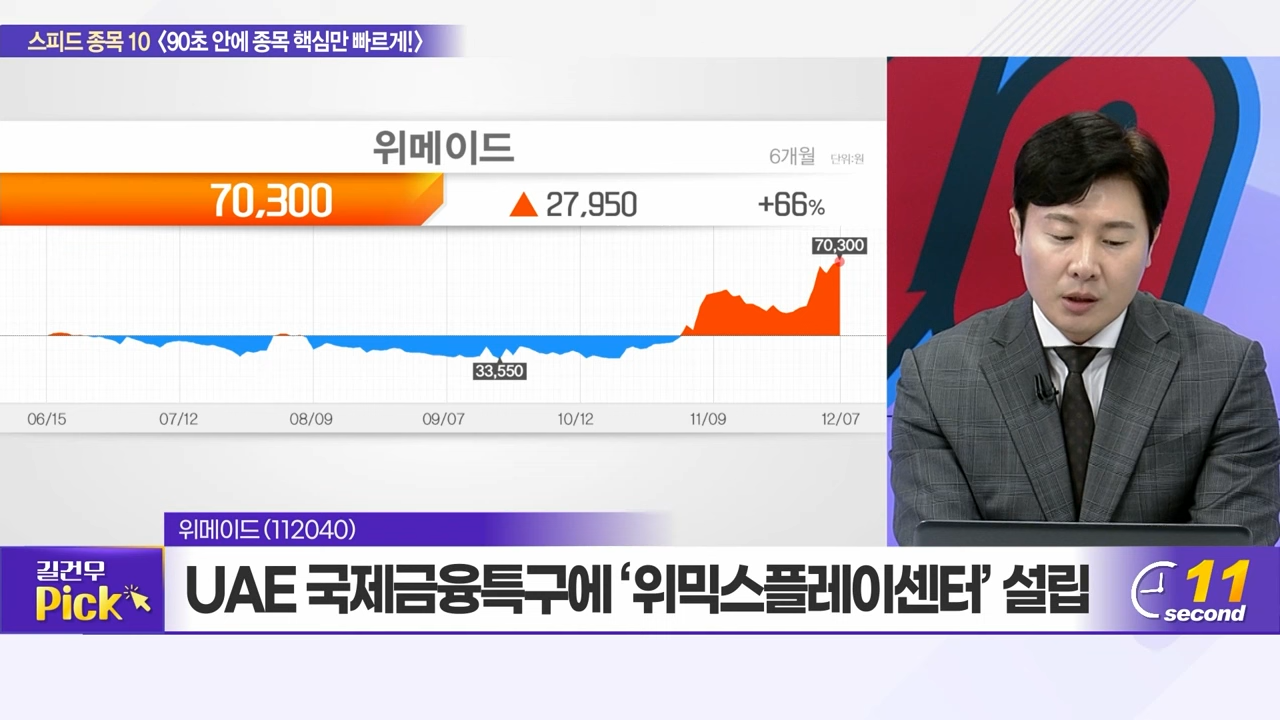 스피드 종목 10 〈90초 안에 종목 핵심만 빠르게!〉
위메이드
6개월 단위:원
70,300 ▲ 27,950 +66%
70,300
33,550
06/15 07/12 08/09 09/07 10/12 11/09 12/07
위메이드 (112040)
길건무
Pick
UAE 국제금융특구에 ‘위믹스플레이센터’ 설립
11
second